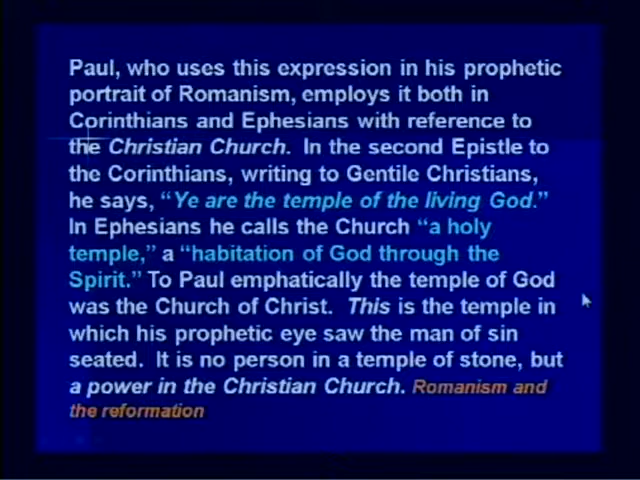 Paul, who uses this expression in his prophetic
portrait of Romanism, employs it both in
Corinthians and Ephesians with reference to
the Christian Church. In the second Epistle to
the Corinthians, writing to Gentile Christians,
he says, “Ye are the temple of the living God.”
In Ephesians he calls the Church “a holy
temple,” a “habitation of God through the
Spirit.” To Paul emphatically the temple of God
was the Church of Christ. This is the temple in
which his prophetic eye saw the man of sin
seated. It is no person in a temple of stone, but
a power in the Christian Church. Romanism and
the reformation